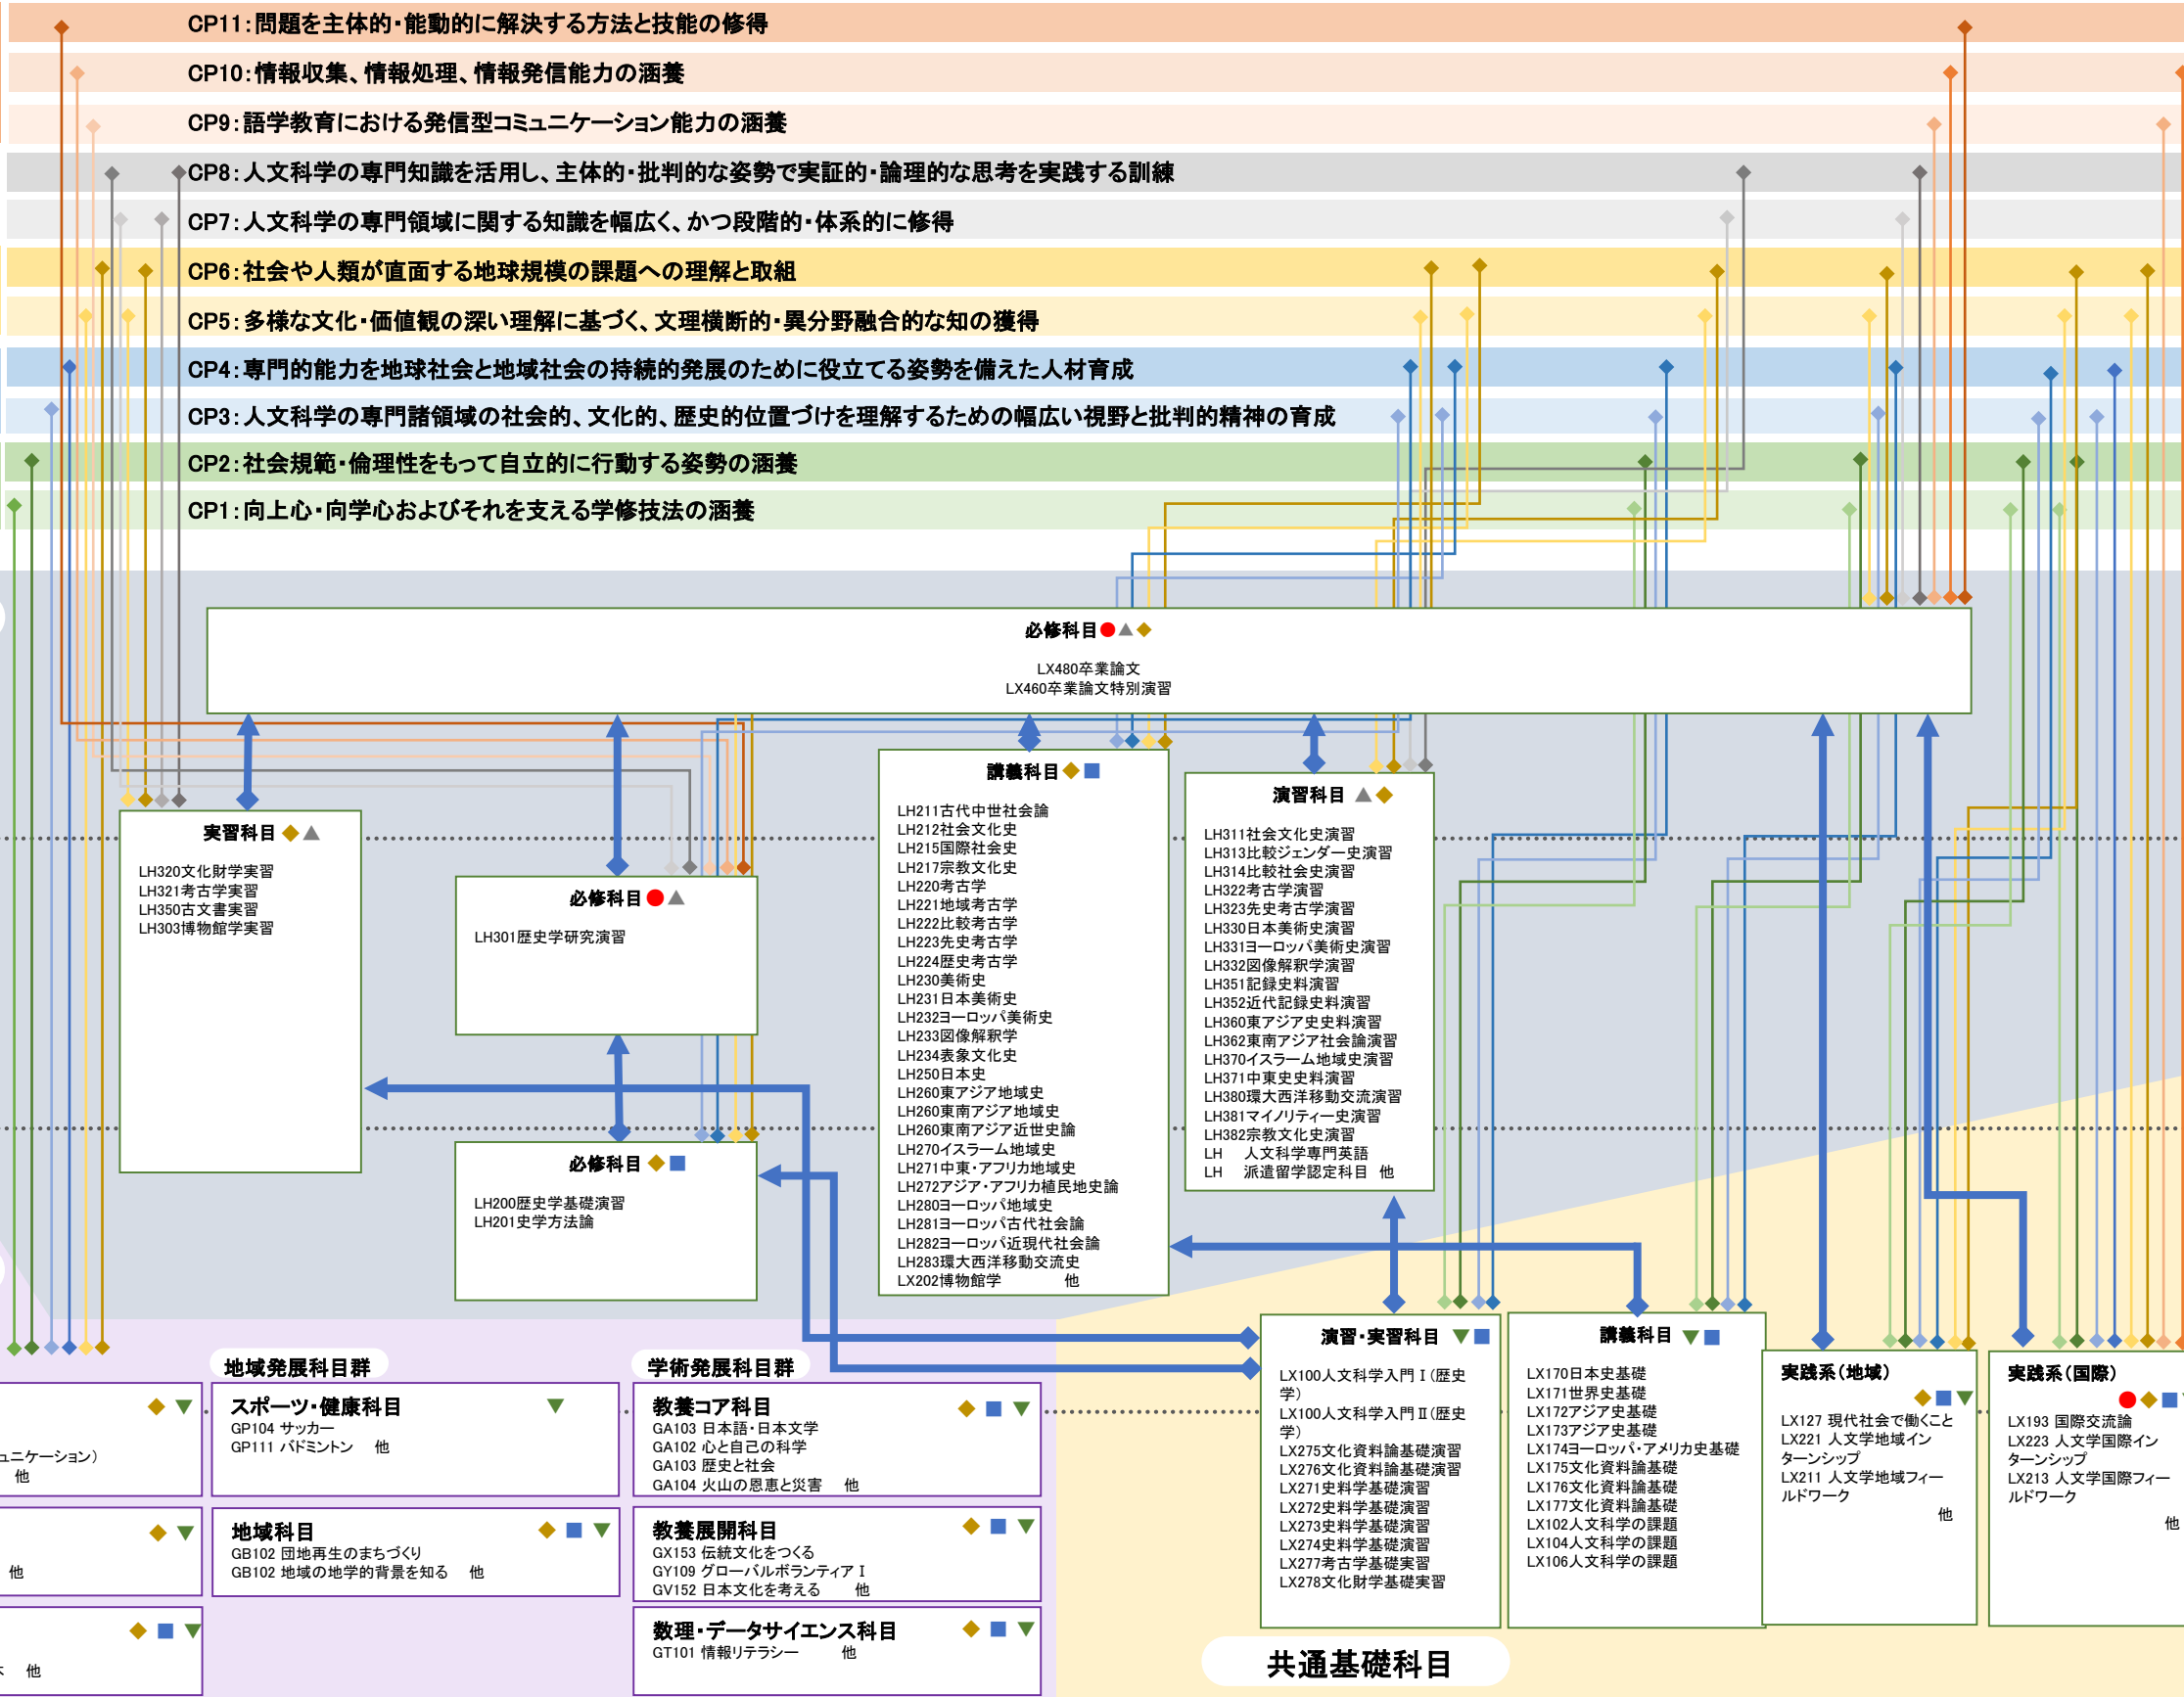 CP11：問題を主体的・能動的に解決する方法と技能の修得
CP10：情報収集、情報処理、情報発信能力の涵養
CP9：語学教育における発信型コミュニケーション能力の涵養
CP8：人文科学の専門知識を活用し、主体的・批判的な姿勢で実証的・論理的な思考を実践する訓練
CP7：人文科学の専門領域に関する知識を幅広く、かつ段階的・体系的に修得
CP6：社会や人類が直面する地球規模の課題への理解と取組
CP5：多様な文化・価値観の深い理解に基づく、文理横断的・異分野融合的な知の獲得
CP4：専門的能力を地球社会と地域社会の持続的発展のために役立てる姿勢を備えた人材育成
CP3：人文科学の専門諸領域の社会的、文化的、歴史的位置づけを理解するための幅広い視野と批判的精神の育成
CP2：社会規範・倫理性をもって自立的に行動する姿勢の涵養
CP1：向上心・向学心およびそれを支える学修技法の涵養
必修科目
LX480卒業論文
LX460卒業論文特別演習
実習科目
LH320文化財学実習
LH321考古学実習
LH350古文書実習
LH303博物館学実習
必修科目
LH301歴史学研究演習
必修科目
LH200歴史学基礎演習
LH201史学方法論
講義科目
LH211古代中世社会論
LH212社会文化史
LH215国際社会史
LH217宗教文化史
LH220考古学
LH221地域考古学
LH222比較考古学
LH223先史考古学
LH224歴史考古学
LH230美術史
LH231日本美術史
LH232ヨーロッパ美術史
LH233図像解釈学
LH234表象文化史
LH250日本史
LH260東アジア地域史
LH260東南アジア地域史
LH260東南アジア近世史論
LH270イスラーム地域史
LH271中東・アフリカ地域史
LH272アジア・アフリカ植民地史論
LH280ヨーロッパ地域史
LH281ヨーロッパ古代社会論
LH282ヨーロッパ近現代社会論
LH283環大西洋移動交流史
LX202博物館学 他
演習科目
LH311社会文化史演習
LH313比較ジェンダー史演習
LH314比較社会史演習
LH322考古学演習
LH323先史考古学演習
LH330日本美術史演習
LH331ヨーロッパ美術史演習
LH332図像解釈学演習
LH351記録史料演習
LH352近代記録史料演習
LH360東アジア史史料演習
LH362東南アジア社会論演習
LH370イスラーム地域史演習
LH371中東史史料演習
LH380環大西洋移動交流演習
LH381マイノリティー史演習
LH382宗教文化史演習
LH 人文科学専門英語
LH 派遣留学認定科目 他
ュニケーション）
他
他
他
地域発展科目群
スポーツ・健康科目
GP104 サッカー
GP111 バドミントン 他
地域科目
GB102 団地再生のまちづくり
GB102 地域の地学的背景を知る 他
学術発展科目群
教養コア科目
GA103 日本語・日本文学
GA102 心と自己の科学
GA103 歴史と社会
GA104 火山の恩恵と災害 他
教養展開科目
GX153 伝統文化をつくる
GY109 グローバルボランティアⅠ
GV152 日本文化を考える 他
数理・データサイエンス科目
GT101 情報リテラシー 他
演習・実習科目
LX100人文科学入門Ⅰ（歴史
学）
LX100人文科学入門Ⅱ（歴史
学）
LX275文化資料論基礎演習
LX276文化資料論基礎演習
LX271史料学基礎演習
LX272史料学基礎演習
LX273史料学基礎演習
LX274史料学基礎演習
LX277考古学基礎実習
LX278文化財学基礎実習
講義科目
LX170日本史基礎
LX171世界史基礎
LX172アジア史基礎
LX173アジア史基礎
LX174ヨーロッパ・アメリカ史基礎
LX175文化資料論基礎
LX176文化資料論基礎
LX177文化資料論基礎
LX102人文科学の課題
LX104人文科学の課題
LX106人文科学の課題
実践系（地域）
LX127 現代社会で働くこと
LX221 人文学地域イン
ターンシップ
LX211 人文学地域フィー
ルドワーク
他
実践系（国際）
LX193 国際交流論
LX223 人文学国際イン
ターンシップ
LX213 人文学国際フィー
ルドワーク
他
共通基礎科目